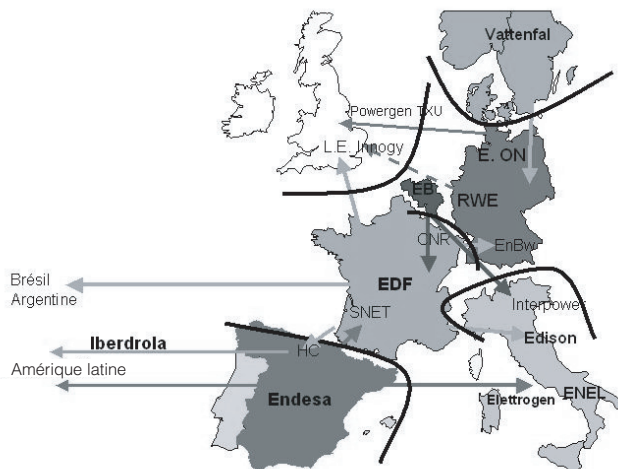 Vattenfal
Powergen TXU
L.E. Innogy
E. ON
EB
RWE
CNR
EnBw
Brésil
Argentine
EDF
SNET
Interpower
Iberdrola
HC
Edison
Amérique latine
Endesa
Elettrogen
ENEL